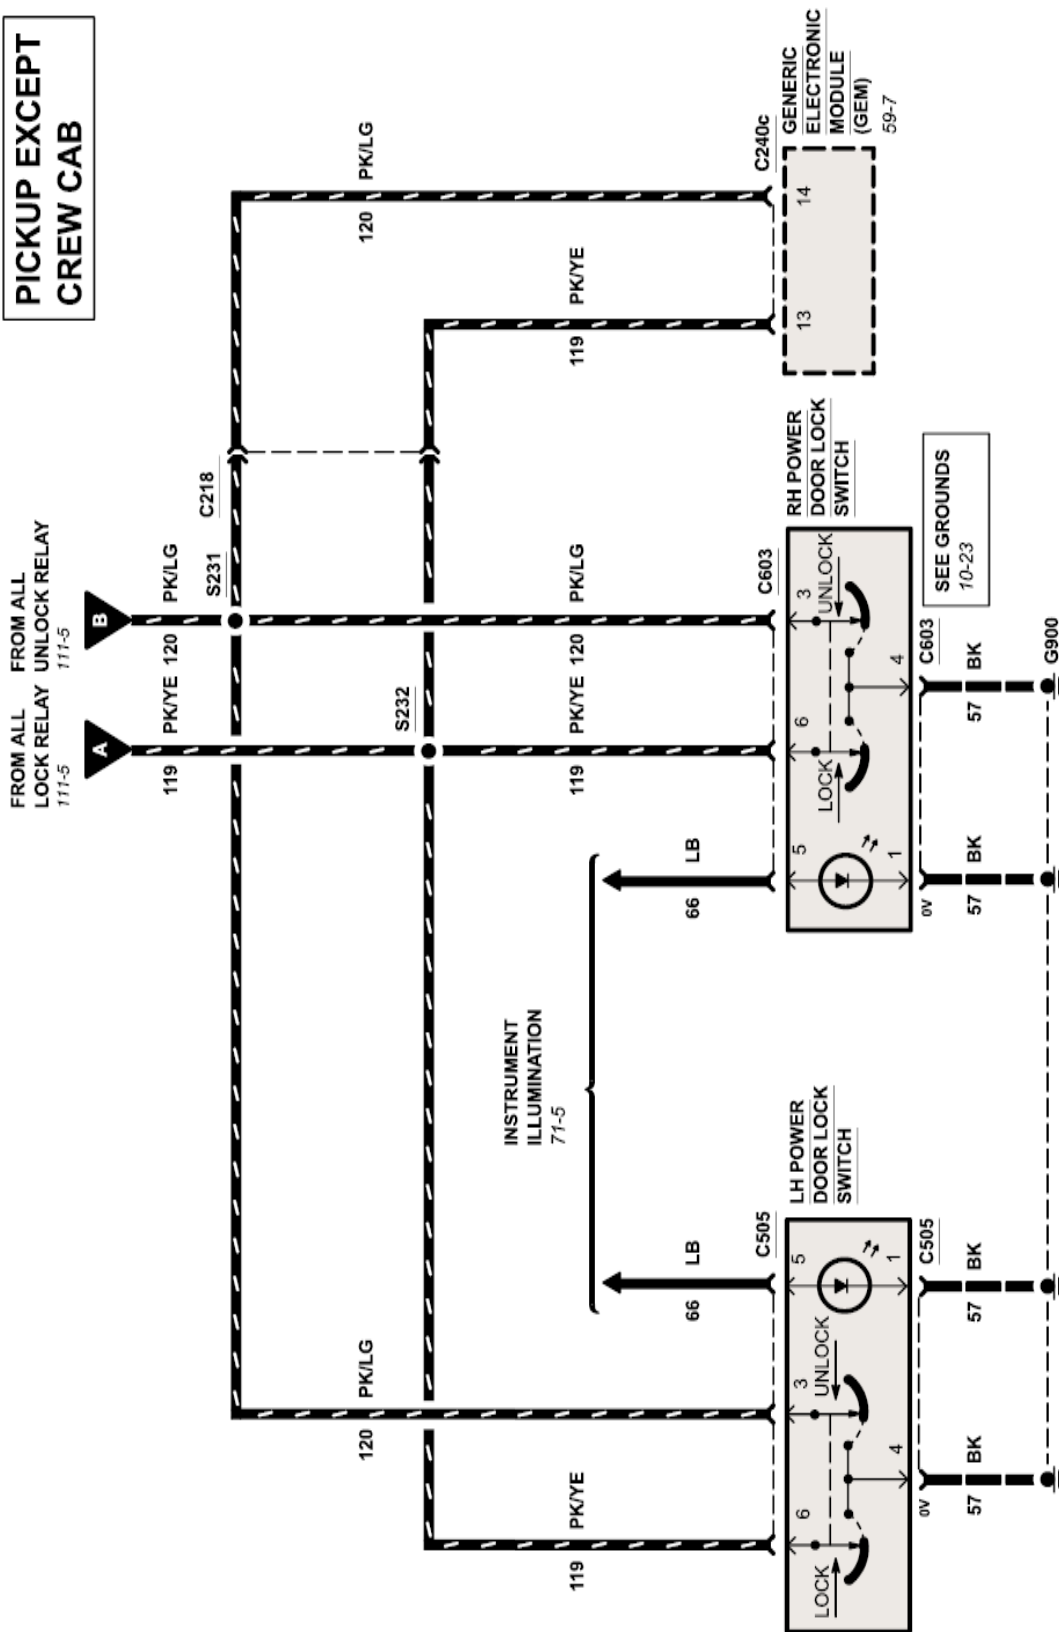 PICKUP EXCEPT
CREW CAB
FROM ALL
LOCK RELAY
111-5
FROM ALL
UNLOCK RELAY
111-5
A
B
119 PK/YE
120 PK/LG
C218
S231
120 PK/LG
120 PK/LG
S232
INSTRUMENT
ILLUMINATION
71-5
119 PK/YE
119 PK/YE
120 PK/LG
119 PK/YE
66 LB
66 LB
C505
C603
C240c
LH POWER
DOOR LOCK
SWITCH
6
3
5
LOCK
UNLOCK
4
1
RH POWER
DOOR LOCK
SWITCH
5
6
3
LOCK
UNLOCK
1
4
13
14
GENERIC
ELECTRONIC
MODULE
(GEM)
59-7
0V
C505
0V
C603
SEE GROUNDS
10-23
57 BK
57 BK
57 BK
57 BK
G900